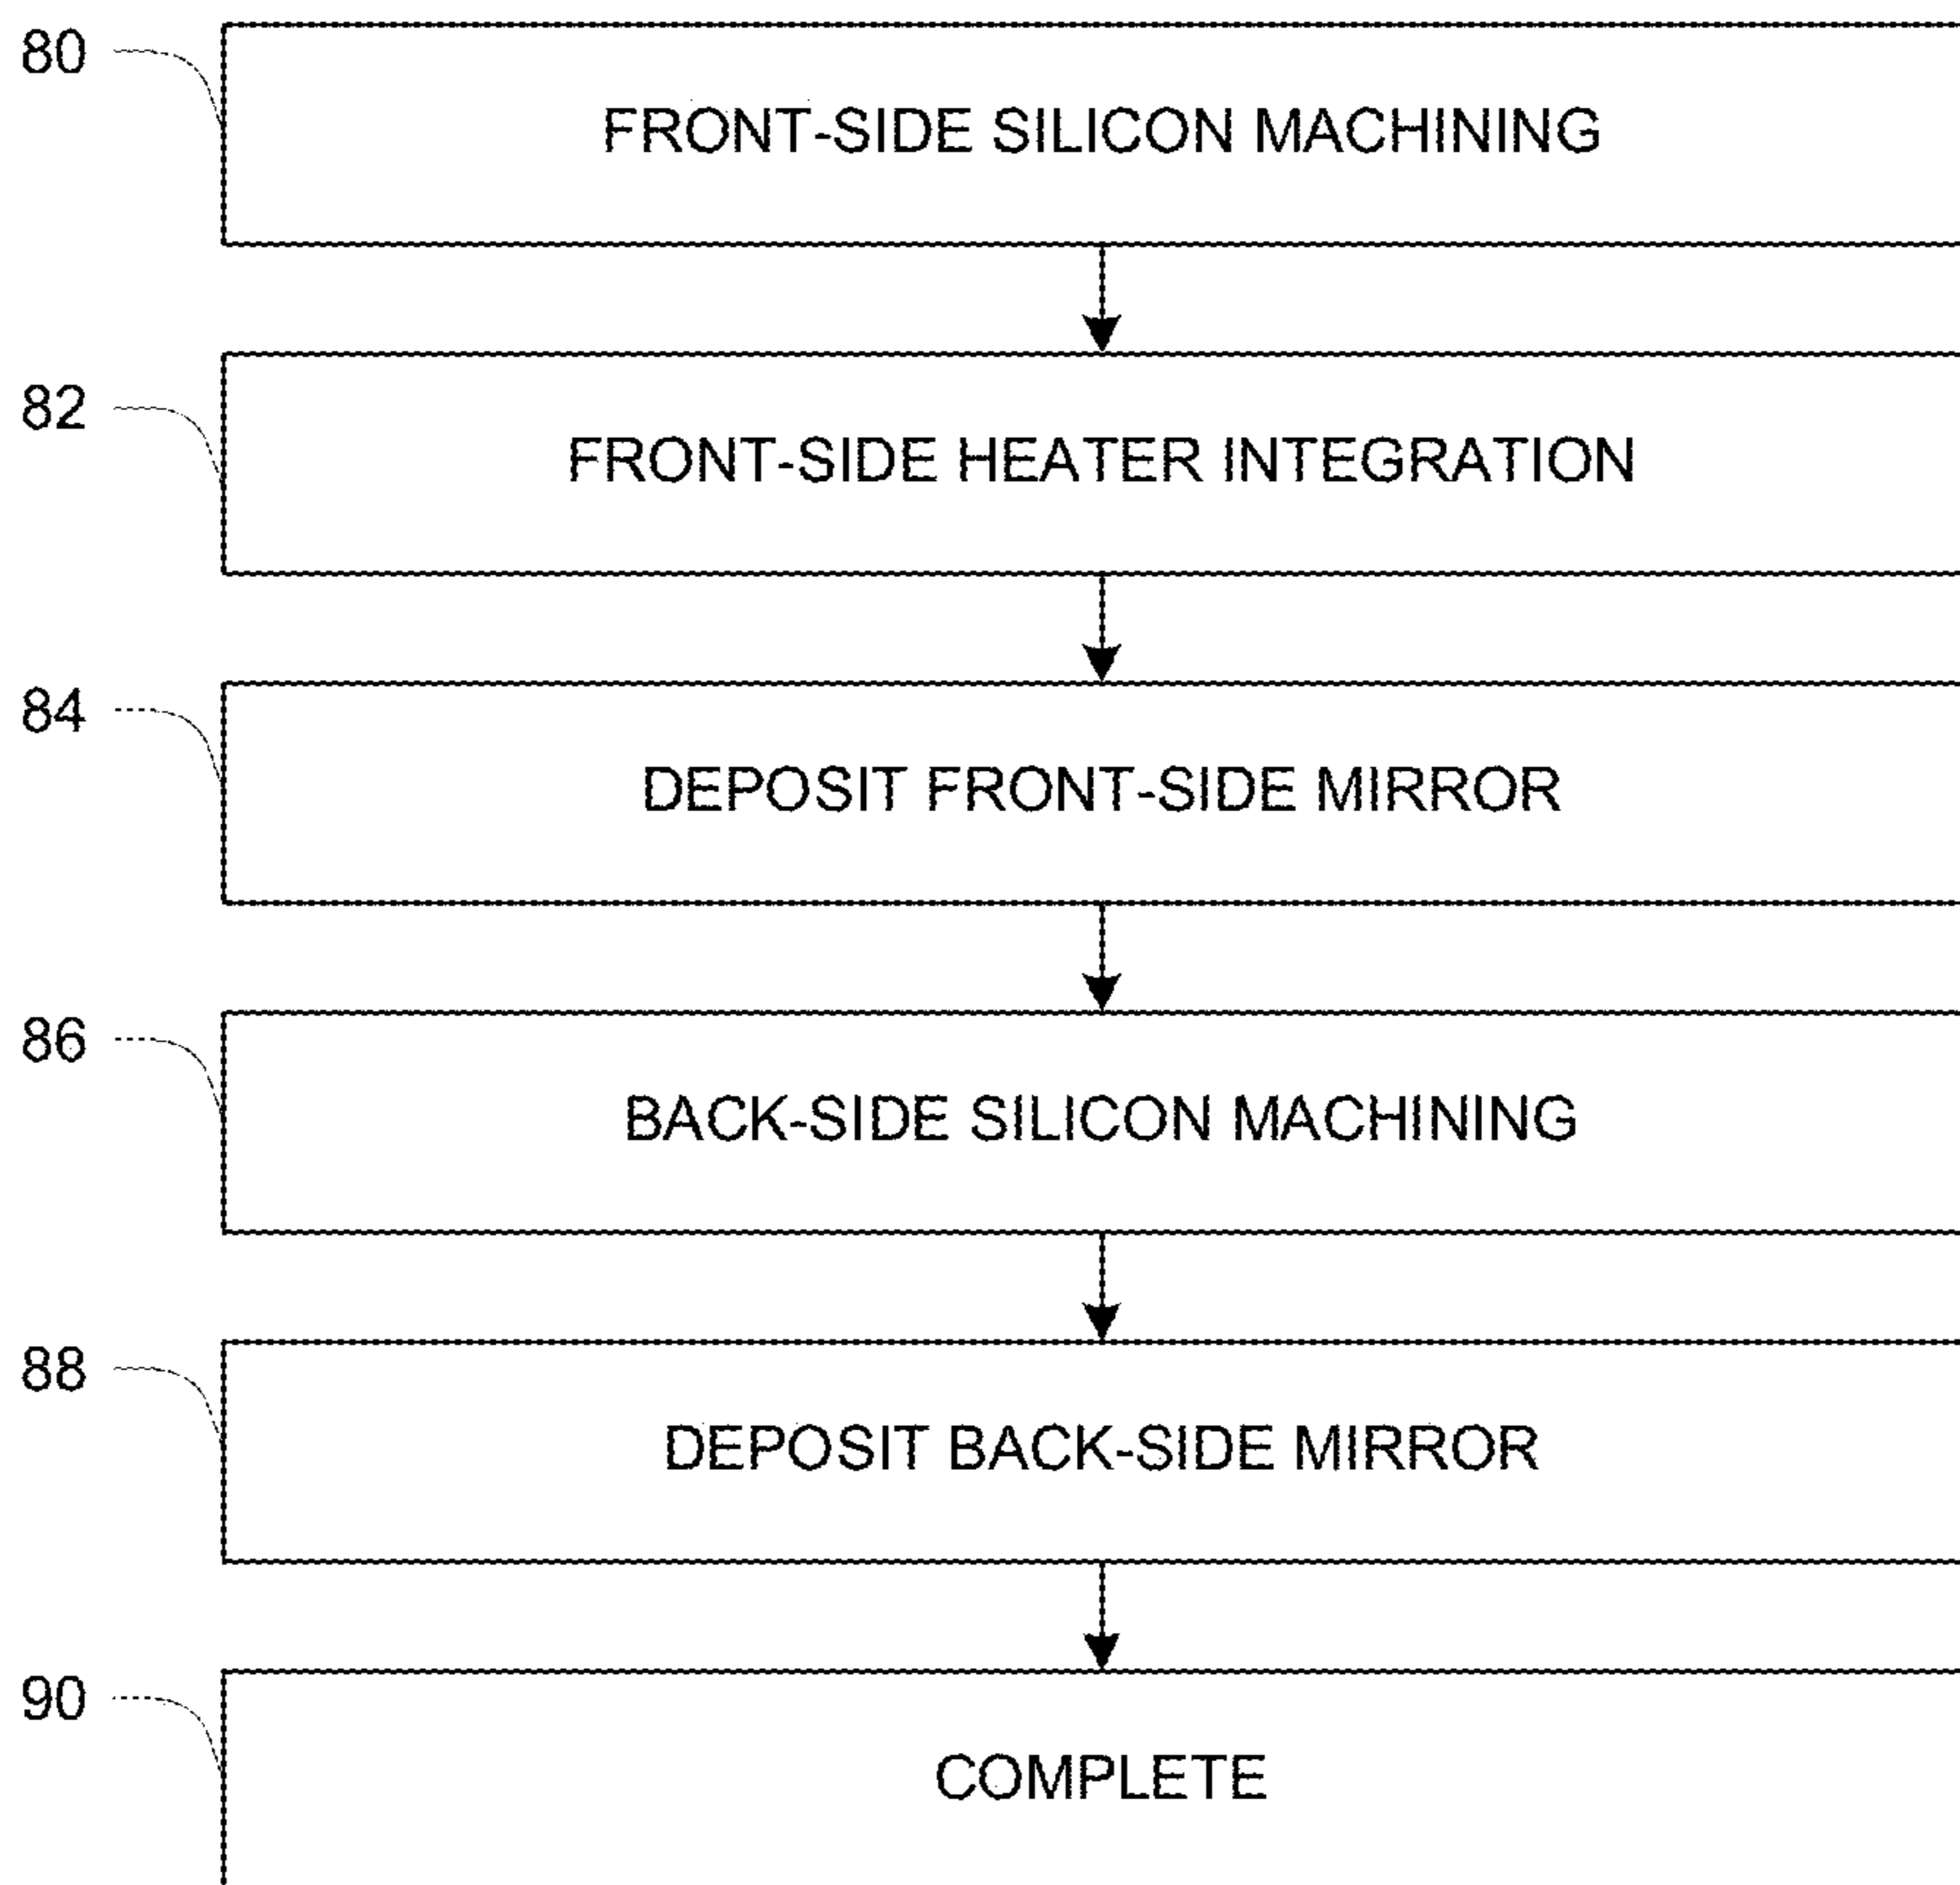 80
FRONT-SIDE SILICON MACHINING
82
FRONT-SIDE HEATER INTEGRATION
84
DEPOSIT FRONT-SIDE MIRROR
86
BACK-SIDE SILICON MACHINING
88
DEPOSIT BACK-SIDE MIRROR
90
COMPLETE